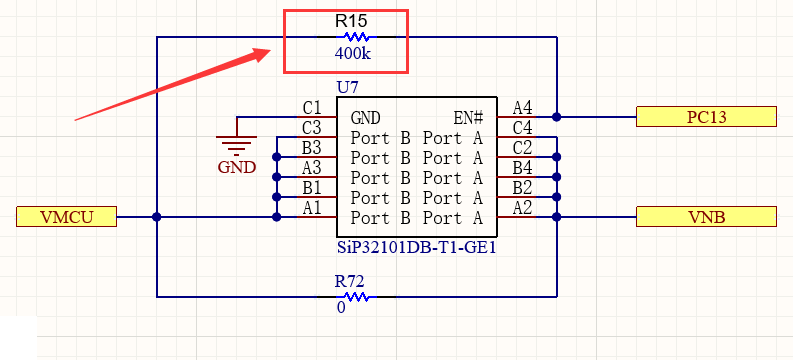 R15
400k
U7
C1 GND EN# A4
C3 Port B Port A C4
B3 Port B Port A C2
A3 Port B Port A B4
B1 Port B Port A B2
A1 Port B Port A A2
GND
PC13
VMCU
VNB
SiP32101DB-T1-GE1
R72
0